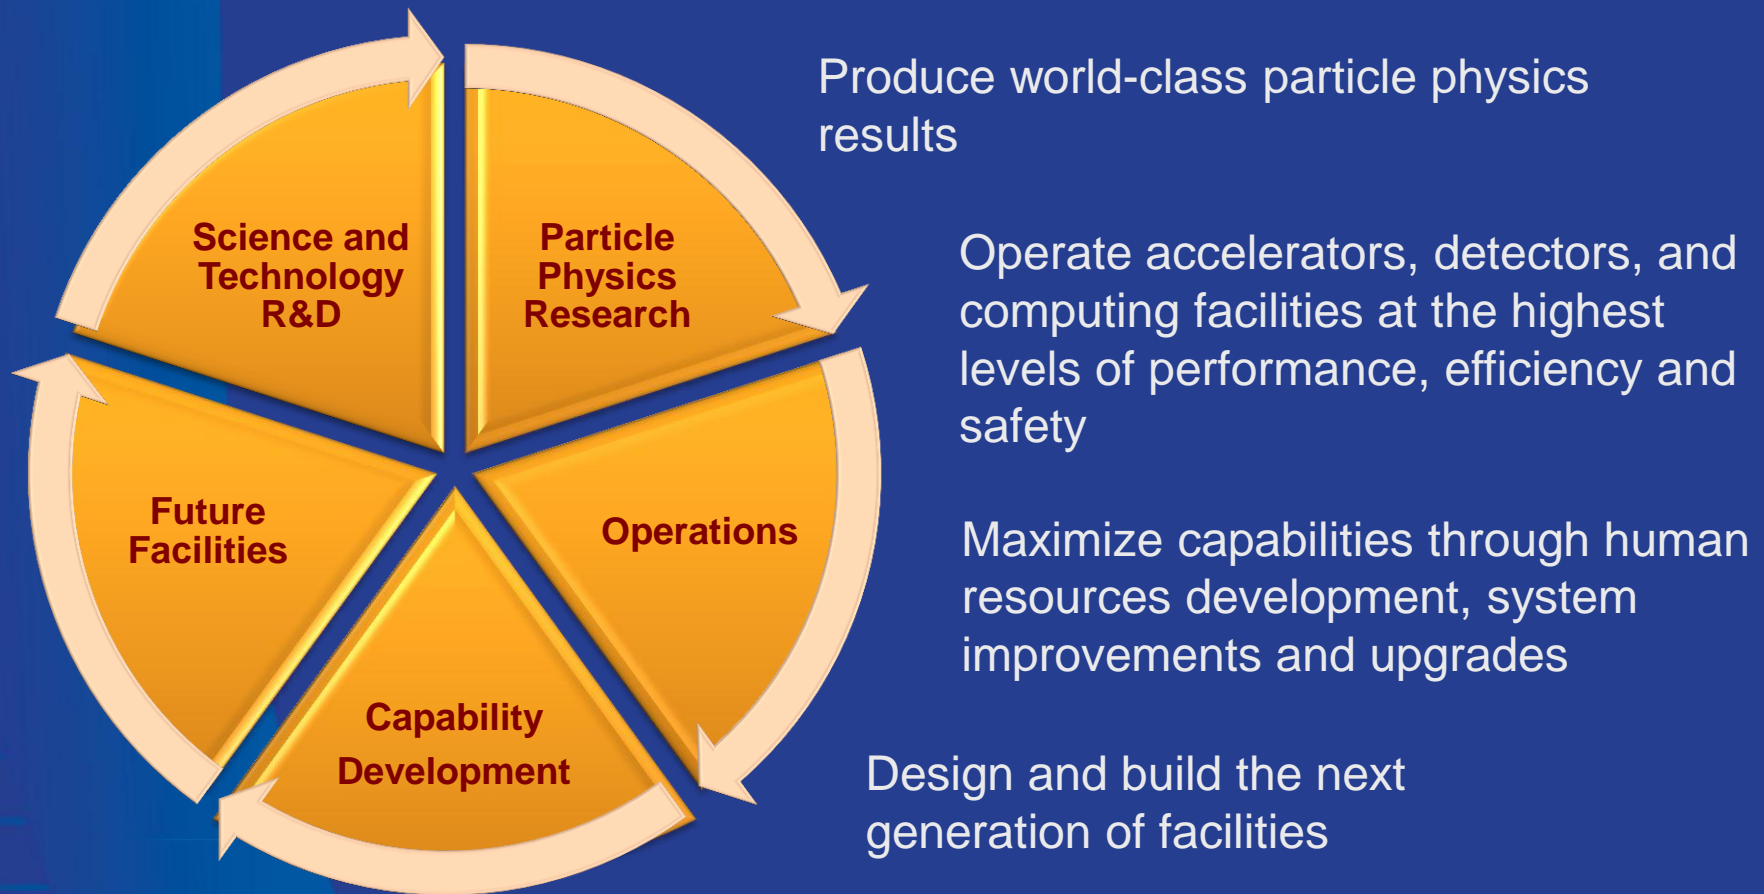 Produce world-class particle physics
results
Science and
Technology
R&D
Particle
Physics
Research
Operate accelerators, detectors, and
computing facilities at the highest
levels of performance, efficiency and
safety
Future
Facilities
Operations
Maximize capabilities through human
resources development, system
improvements and upgrades
Capability
Development
Design and build the next
generation of facilities